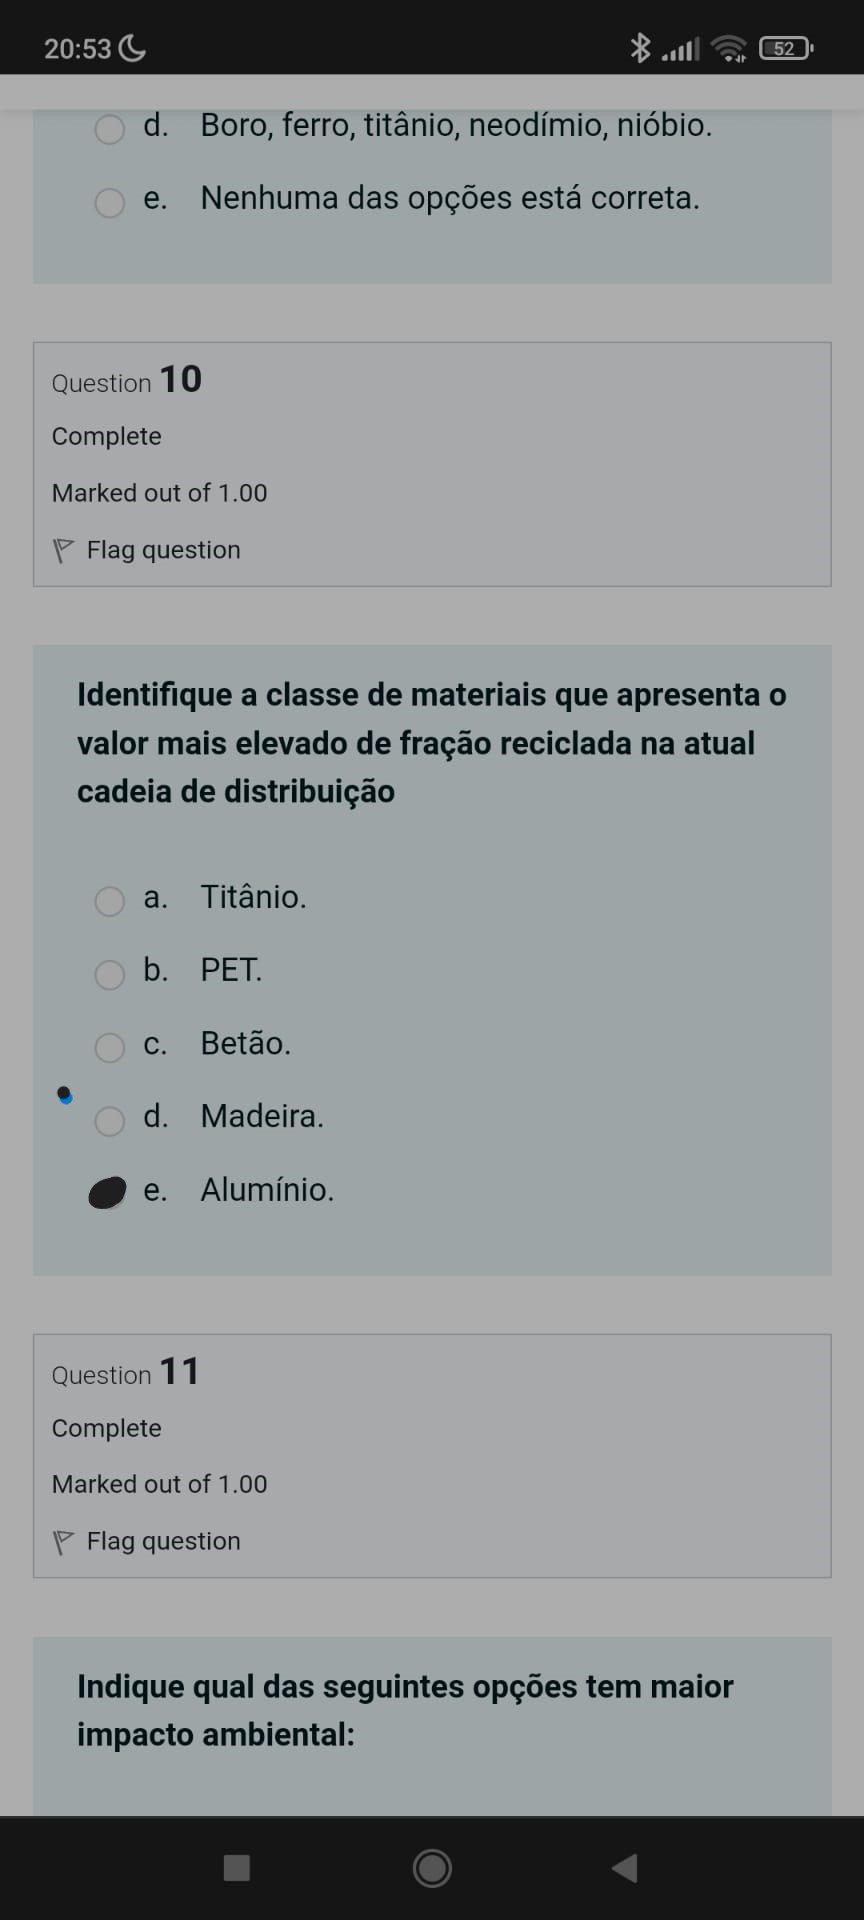 20:53
52
d. Boro, ferro, titânio, neodímio, nióbio.
e. Nenhuma das opções está correta.
Question 10
Complete
Marked out of 1.00
Flag question
Identifique a classe de materiais que apresenta o
valor mais elevado de fração reciclada na atual
cadeia de distribuição
a. Titânio.
b. PET.
c. Betão.
d. Madeira.
e. Alumínio.
Question 11
Complete
Marked out of 1.00
Flag question
Indique qual das seguintes opções tem maior
impacto ambiental: